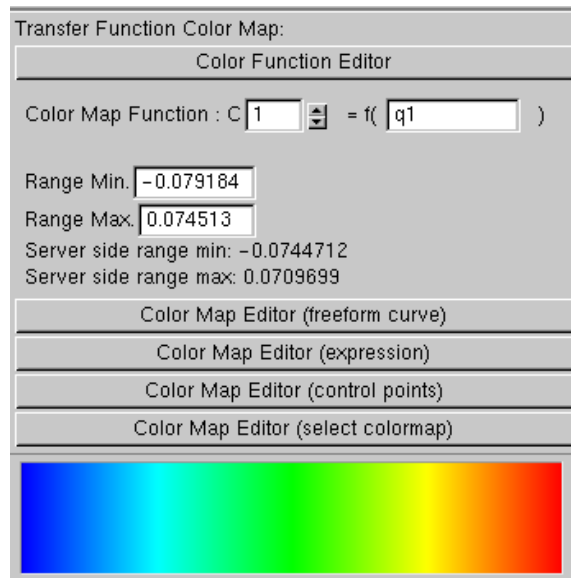 Transfer Function Color Map:
Color Function Editor
Color Map Function : C 1 = f( q1 )
Range Min. -0.079184
Range Max. 0.074513
Server side range min: -0.0744712
Server side range max: 0.0709699
Color Map Editor (freeform curve)
Color Map Editor (expression)
Color Map Editor (control points)
Color Map Editor (select colormap)